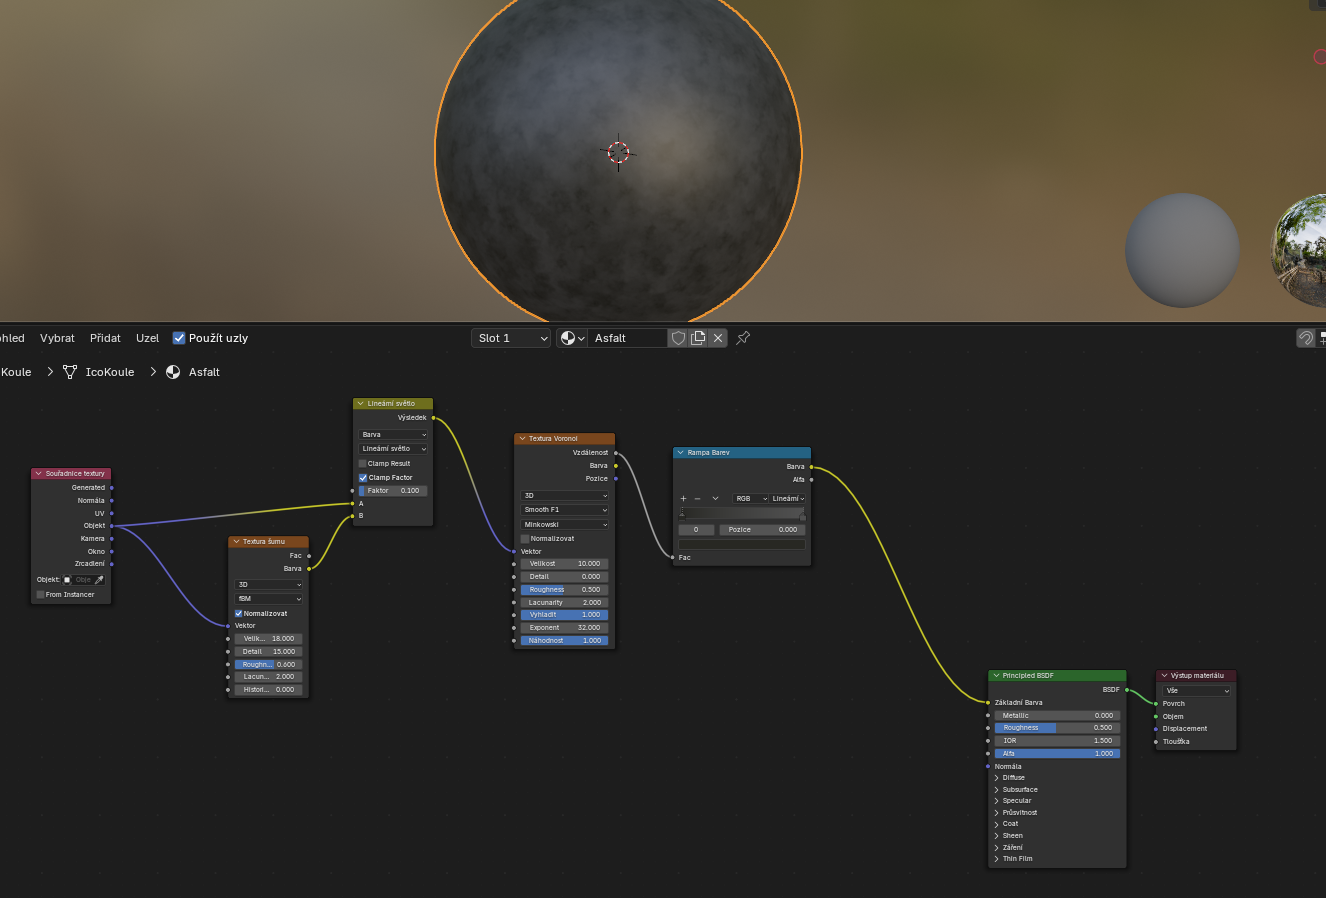 ohled Vybrat Přidat Uzel Použít uzly Slot 1 Asfalt
Koule IcoKoule Asfalt
Souřadnice textury
Generated
Normála
UV
Objekt
Kamera
Okno
Zrcadlení
Objekt: Obje
From Instancer
Textura šumu
Fac
Barva
3D
fBM
Normalizovat
Vektor
Velik... 18.000
Detail 15.000
Roughn... 0.600
Lacun... 2.000
Histori... 0.000
Lineární světlo
Výsledek
Barva
Lineární světlo
Clamp Result
Clamp Factor
Faktor 0.100
A
B
Textura Voronoi
Vzdálenost
Barva
Pozice
3D
Smooth F1
Minkowski
Normalizovat
Vektor
Velikost 10.000
Detail 0.000
Roughness 0.500
Lacunarity 2.000
Vyhladit 1.000
Exponent 32.000
Náhodnost 1.000
Rampa Barev
Barva
Alfa
+ − RGB Lineární
0 Pozice 0.000
Fac
Principled BSDF
BSDF
Základní Barva
Metallic 0.000
Roughness 0.500
IOR 1.500
Alfa 1.000
Normála
Diffuse
Subsurface
Specular
Průsvitnost
Coat
Sheen
Záření
Thin Film
Výstup materiálu
Vše
Povrch
Objem
Displacement
Tloušťka